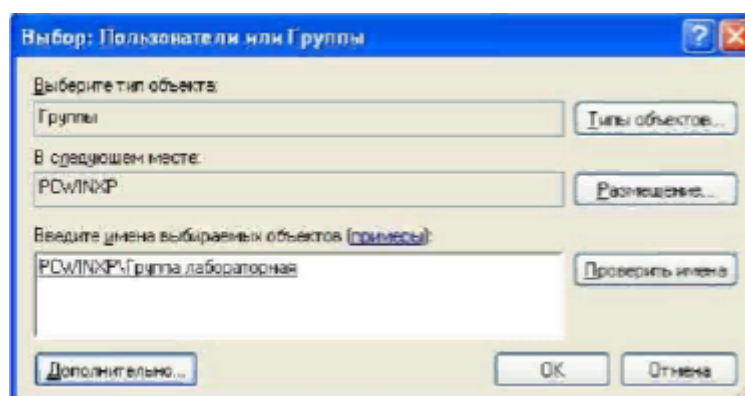 Выбор: Пользователи или Группы
Выберите тип объекта:
Группы
Типы объектов...
В следующем месте:
PCWINXP
Размещение...
Введите имена выбираемых объектов (примеры):
PCWINXP\Группа лабораторная
Проверить имена
Дополнительно...
ОК
Отмена